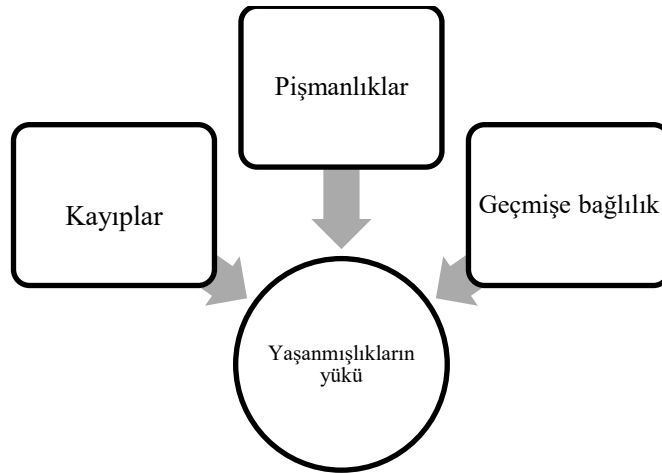 Pişmanlıklar
Kayıplar
Geçmişe bağlılık
Yaşanmışlıkların
yükü